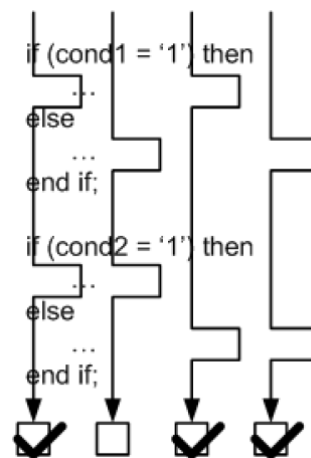 if (cond1 = ‘1’) then
...
else
...
end if;
if (cond2 = ‘1’) then
...
else
...
end if;